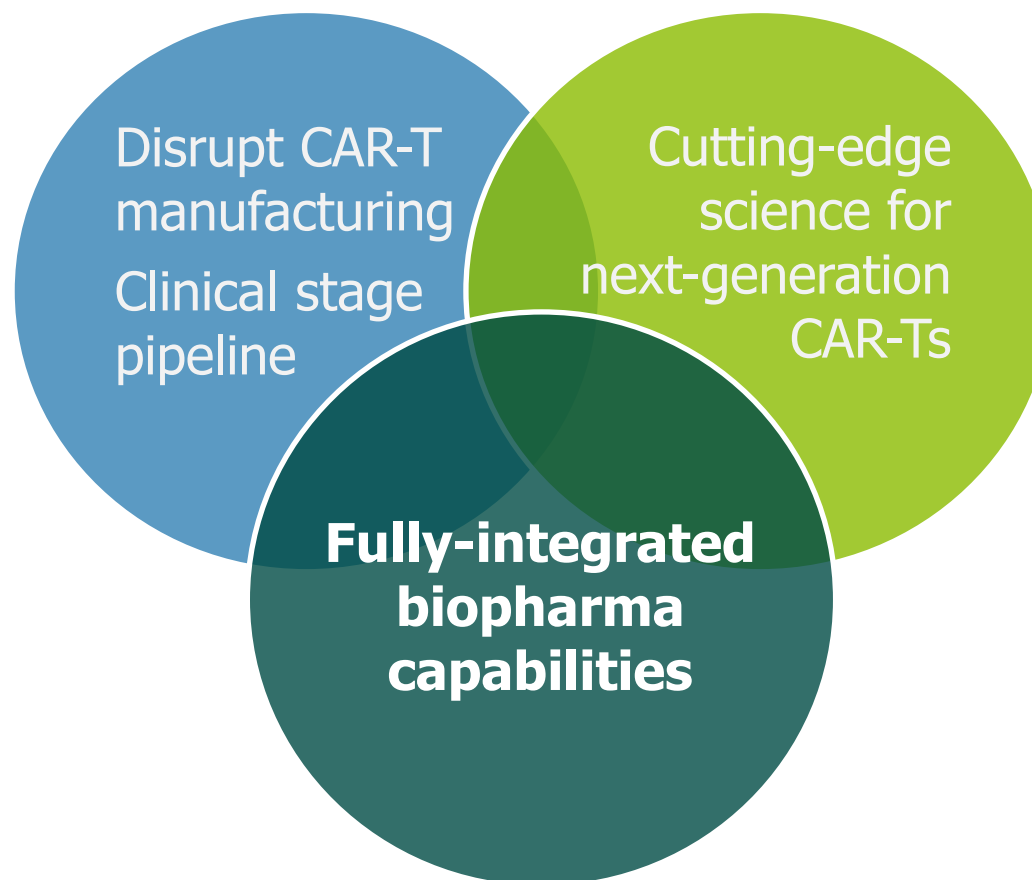 Disrupt CAR-T
manufacturing
Clinical stage
pipeline
Cutting-edge
science for
next-generation
CAR-Ts
Fully-integrated
biopharma
capabilities